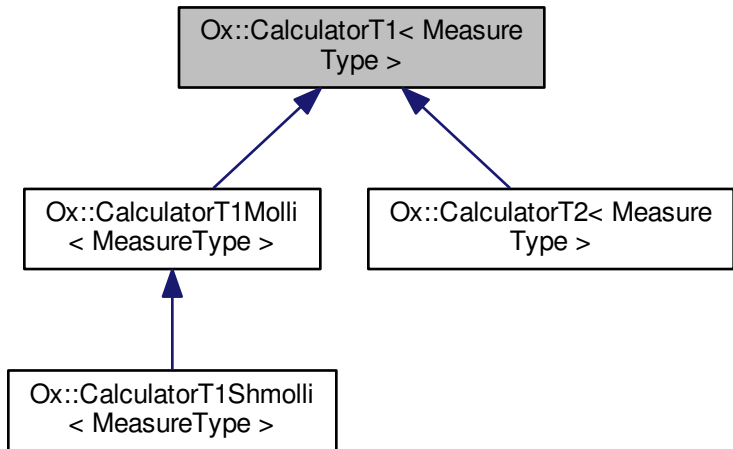 Ox::CalculatorT1< Measure
Type >
Ox::CalculatorT1Molli
< MeasureType >
Ox::CalculatorT2< Measure
Type >
Ox::CalculatorT1Shmolli
< MeasureType >